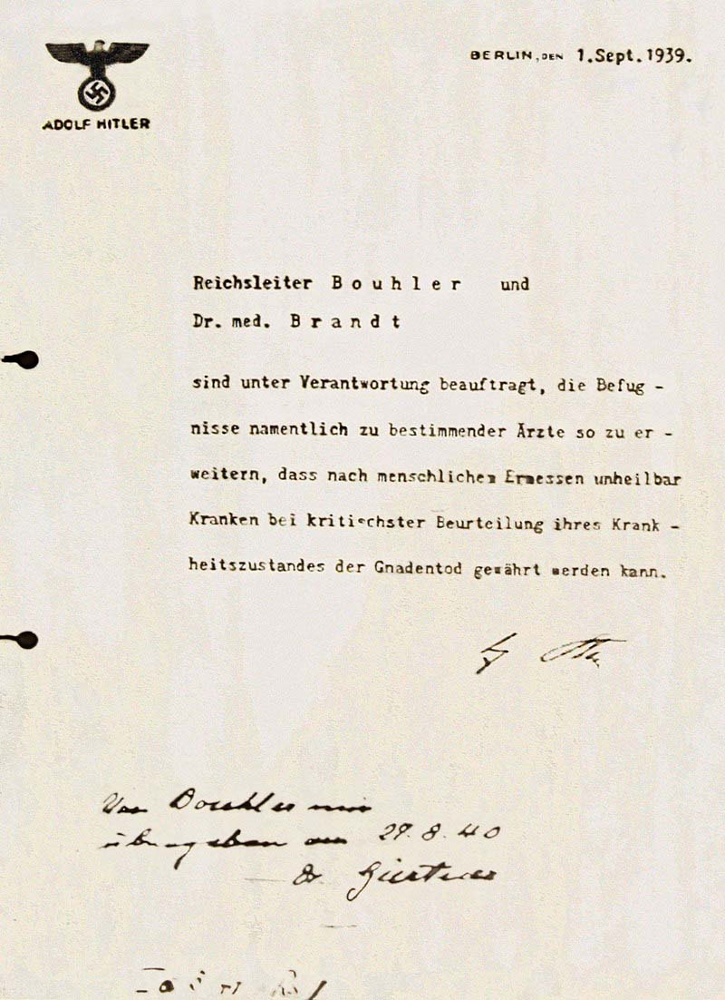 BERLIN, DEN 1.Sept.1939.
ADOLF HITLER
Reichsleiter Bouhler und
Dr. med. Brandt
sind unter Verantwortung beauftragt, die Befug -
nisse namentlich zu bestimmender Ärzte so zu er -
weitern, dass nach menschlichem Ermessen unheilbar
Kranken bei kritischster Beurteilung ihres Krank -
heitszustandes der Gnadentod gewährt werden kann.
Von Bouhler mir
übergeben am 27.8.40
Dr. Gürtner